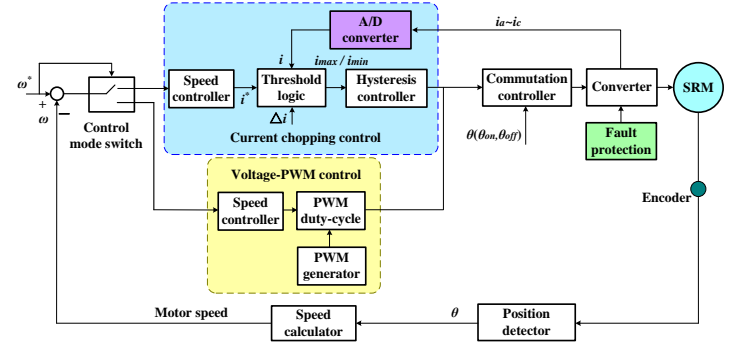 A/D
converter
ia~ic
i
imax / imin
ω*
+
ω
−
Control
mode switch
Speed
controller
i*
Threshold
logic
Hysteresis
controller
Δi
Current chopping control
Commutation
controller
θ(θon,θoff)
Converter
SRM
Fault
protection
Voltage-PWM control
Speed
controller
PWM
duty-cycle
PWM
generator
Encoder
Motor speed
Speed
calculator
θ
Position
detector